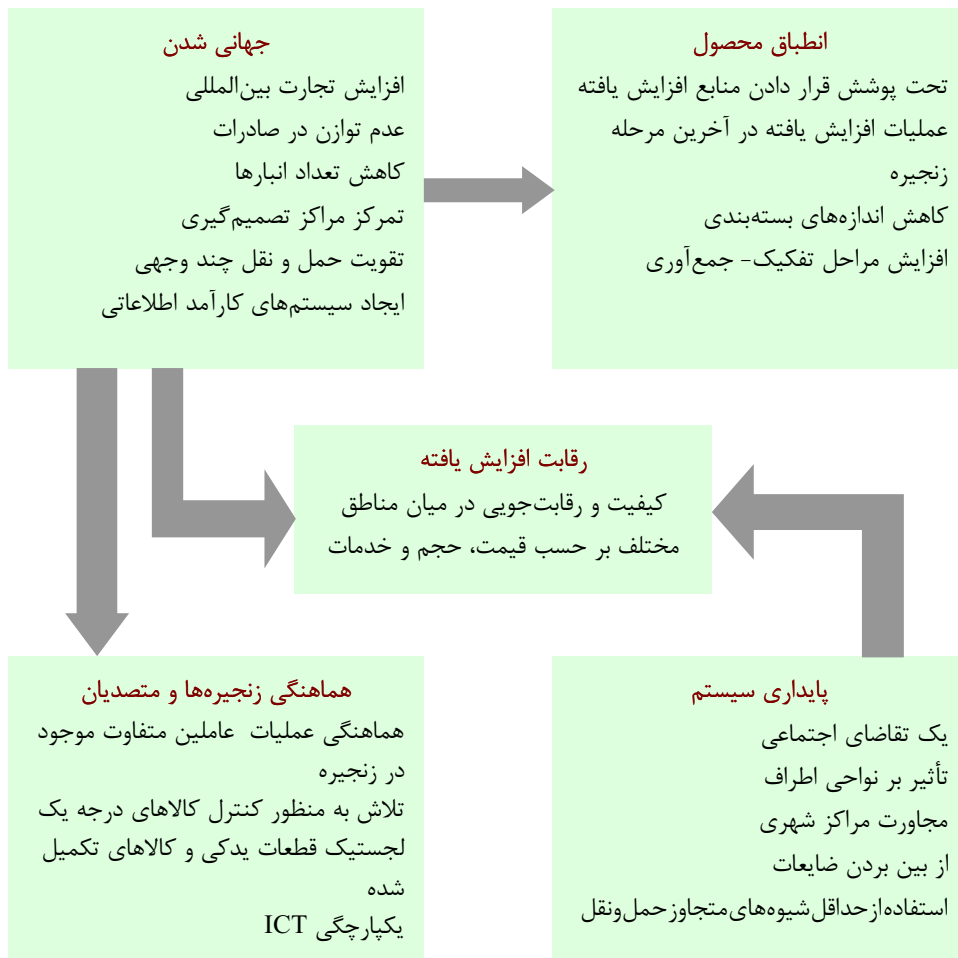 انطباق محصول
تحت پوشش قرار دادن منابع افزایش یافته
عملیات افزایش یافته در آخرین مرحله
زنجیره
کاهش اندازه‌های بسته‌بندی
افزایش مراحل تفکیک- جمع‌آوری
جهانی شدن
افزایش تجارت بین‌المللی
عدم توازن در صادرات
کاهش تعداد انبارها
تمرکز مراکز تصمیم‌گیری
تقویت حمل و نقل چند وجهی
ایجاد سیستم‌های کارآمد اطلاعاتی
رقابت افزایش یافته
کیفیت و رقابت‌جویی در میان مناطق
مختلف بر حسب قیمت، حجم و خدمات
پایداری سیستم
یک تقاضای اجتماعی
تأثیر بر نواحی اطراف
مجاورت مراکز شهری
از بین بردن ضایعات
استفاده از حداقل شیوه‌های متجاوز حمل و نقل
هماهنگی زنجیره‌ها و متصدیان
هماهنگی عملیات عاملین متفاوت موجود
در زنجیره
تلاش به منظور کنترل کالاهای درجه یک
لجستیک قطعات یدکی و کالاهای تکمیل
شده
یکپارچگی ICT